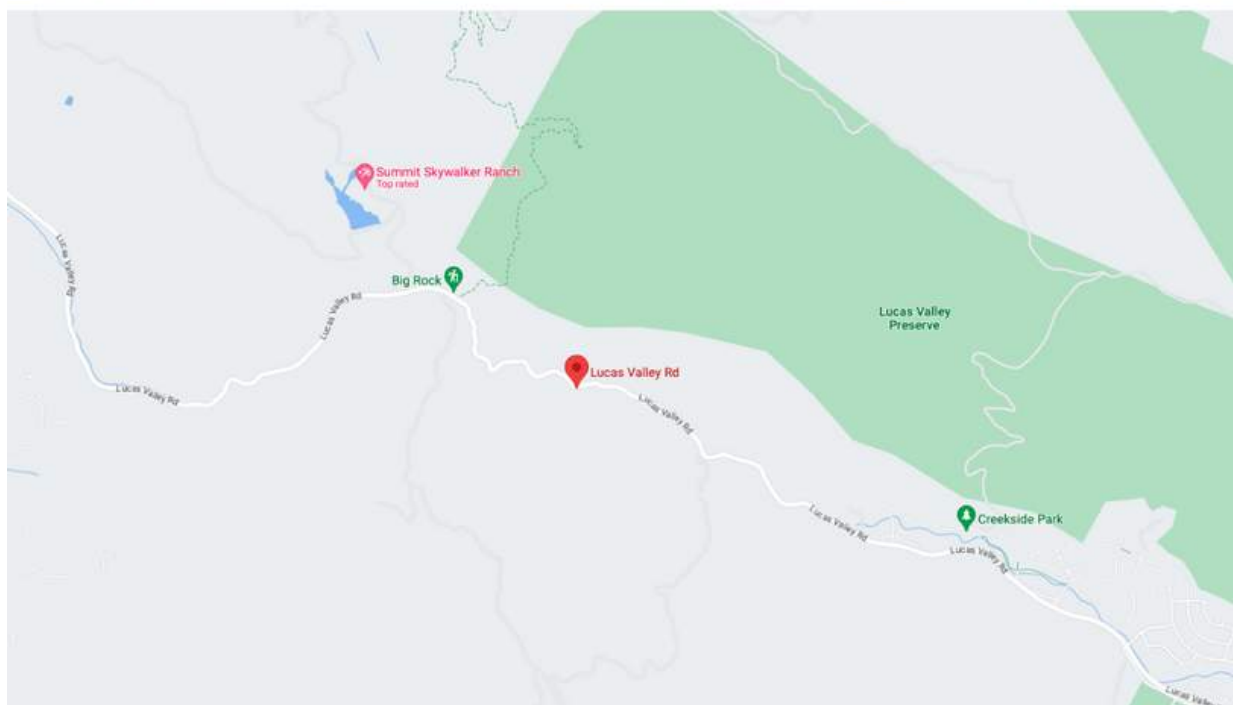 Summit Skywalker Ranch
Top rated
Lucas Valley Rd
Big Rock
Lucas Valley Rd
Lucas Valley
Preserve
Lucas Valley Rd
Lucas Valley Rd
Lucas Valley Rd
Lucas Valley Rd
Creekside Park
Lucas Valley Rd
Lucas Valley